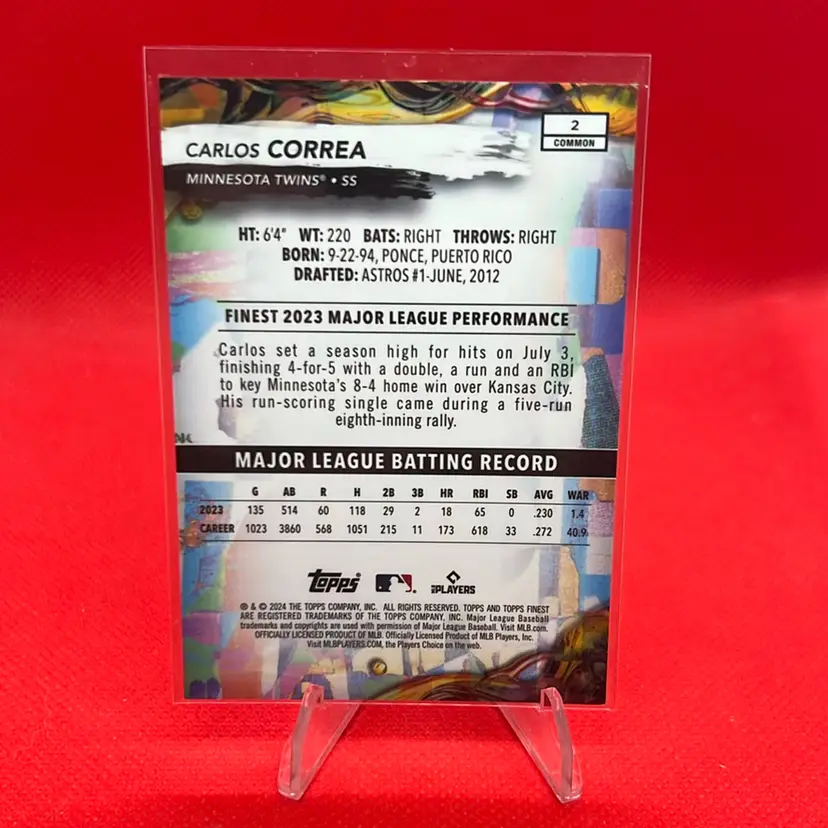 2
COMMON
CARLOS CORREA
MINNESOTA TWINS® • SS
HT: 6'4" WT: 220 BATS: RIGHT THROWS: RIGHT
BORN: 9-22-94, PONCE, PUERTO RICO
DRAFTED: ASTROS #1-JUNE, 2012
FINEST 2023 MAJOR LEAGUE PERFORMANCE
Carlos set a season high for hits on July 3,
finishing 4-for-5 with a double, a run and an RBI
to key Minnesota's 8-4 home win over Kansas City.
His run-scoring single came during a five-run
eighth-inning rally.
MAJOR LEAGUE BATTING RECORD
G AB R H 2B 3B HR RBI SB AVG WAR
2023 135 514 60 118 29 2 18 65 0 .230 1.4
CAREER 1023 3860 568 1051 215 11 173 618 33 .272 40.9
topps PLAYERS
® & © 2024 THE TOPPS COMPANY, INC. ALL RIGHTS RESERVED. TOPPS AND TOPPS FINEST
ARE REGISTERED TRADEMARKS OF THE TOPPS COMPANY, INC. Major League Baseball
trademarks and copyrights are used with permission of Major League Baseball. Visit MLB.com.
OFFICIALLY LICENSED PRODUCT OF MLB. Officially Licensed Product of MLB Players, Inc.
Visit MLBPLAYERS.COM, the Players Choice on the web.